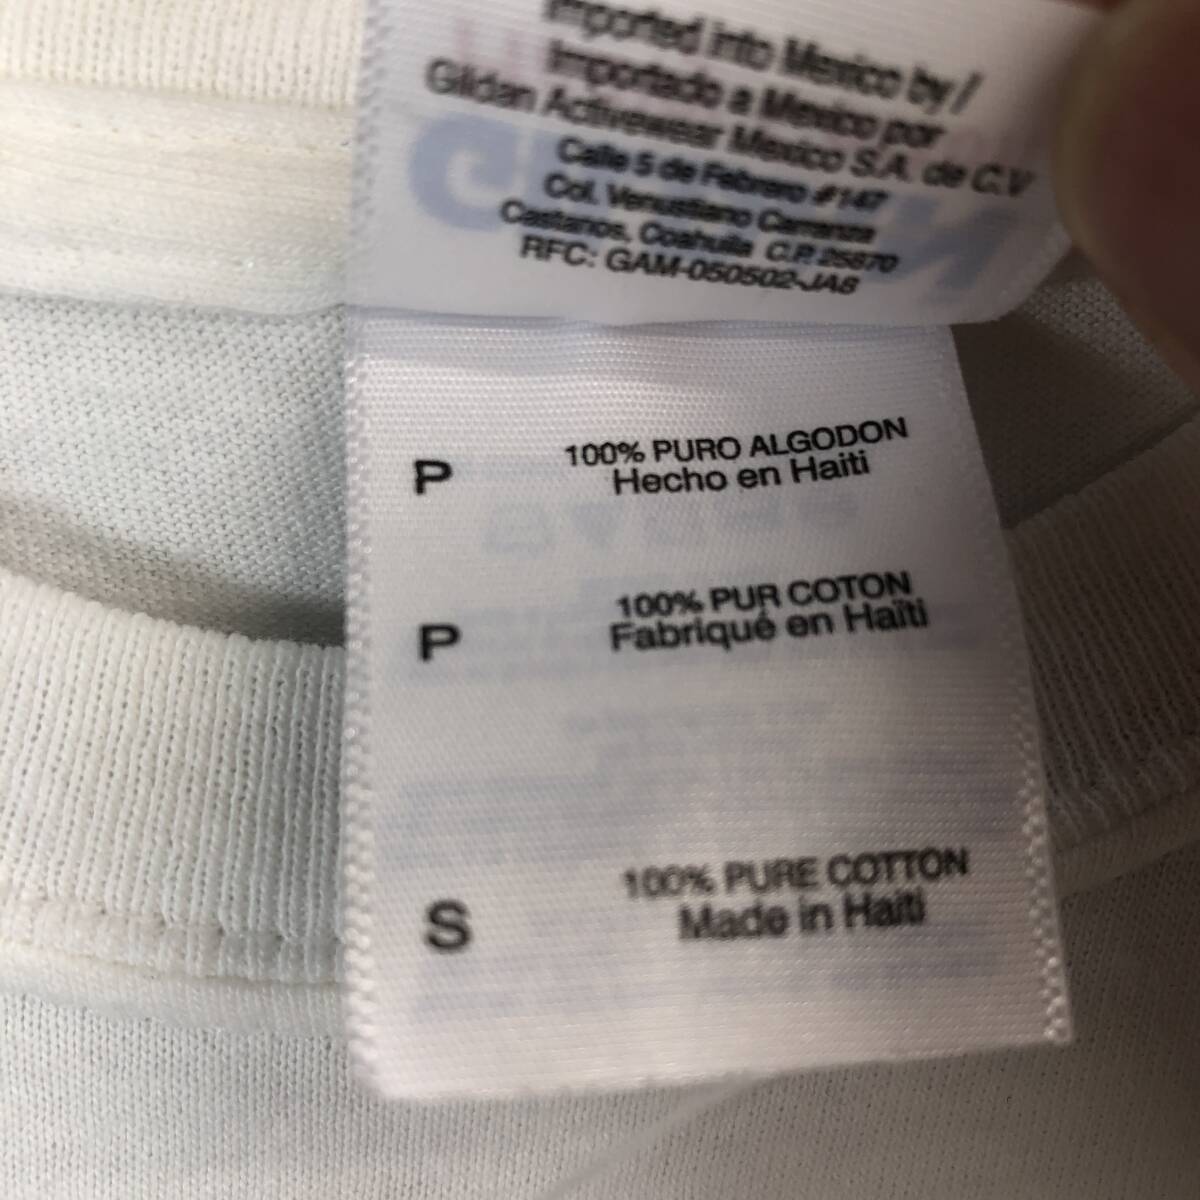 Imported into Mexico by /
Importado a Mexico por
Gildan Activewear Mexico S.A. de C.V
Calle 5 de Febrero #147
Col. Venustiano Carranza
Castanos, Coahuila C.P. 25870
RFC: GAM-050502-JA8
P 100% PURO ALGODON
Hecho en Haiti
P 100% PUR COTON
Fabriqué en Haïti
S 100% PURE COTTON
Made in Haiti